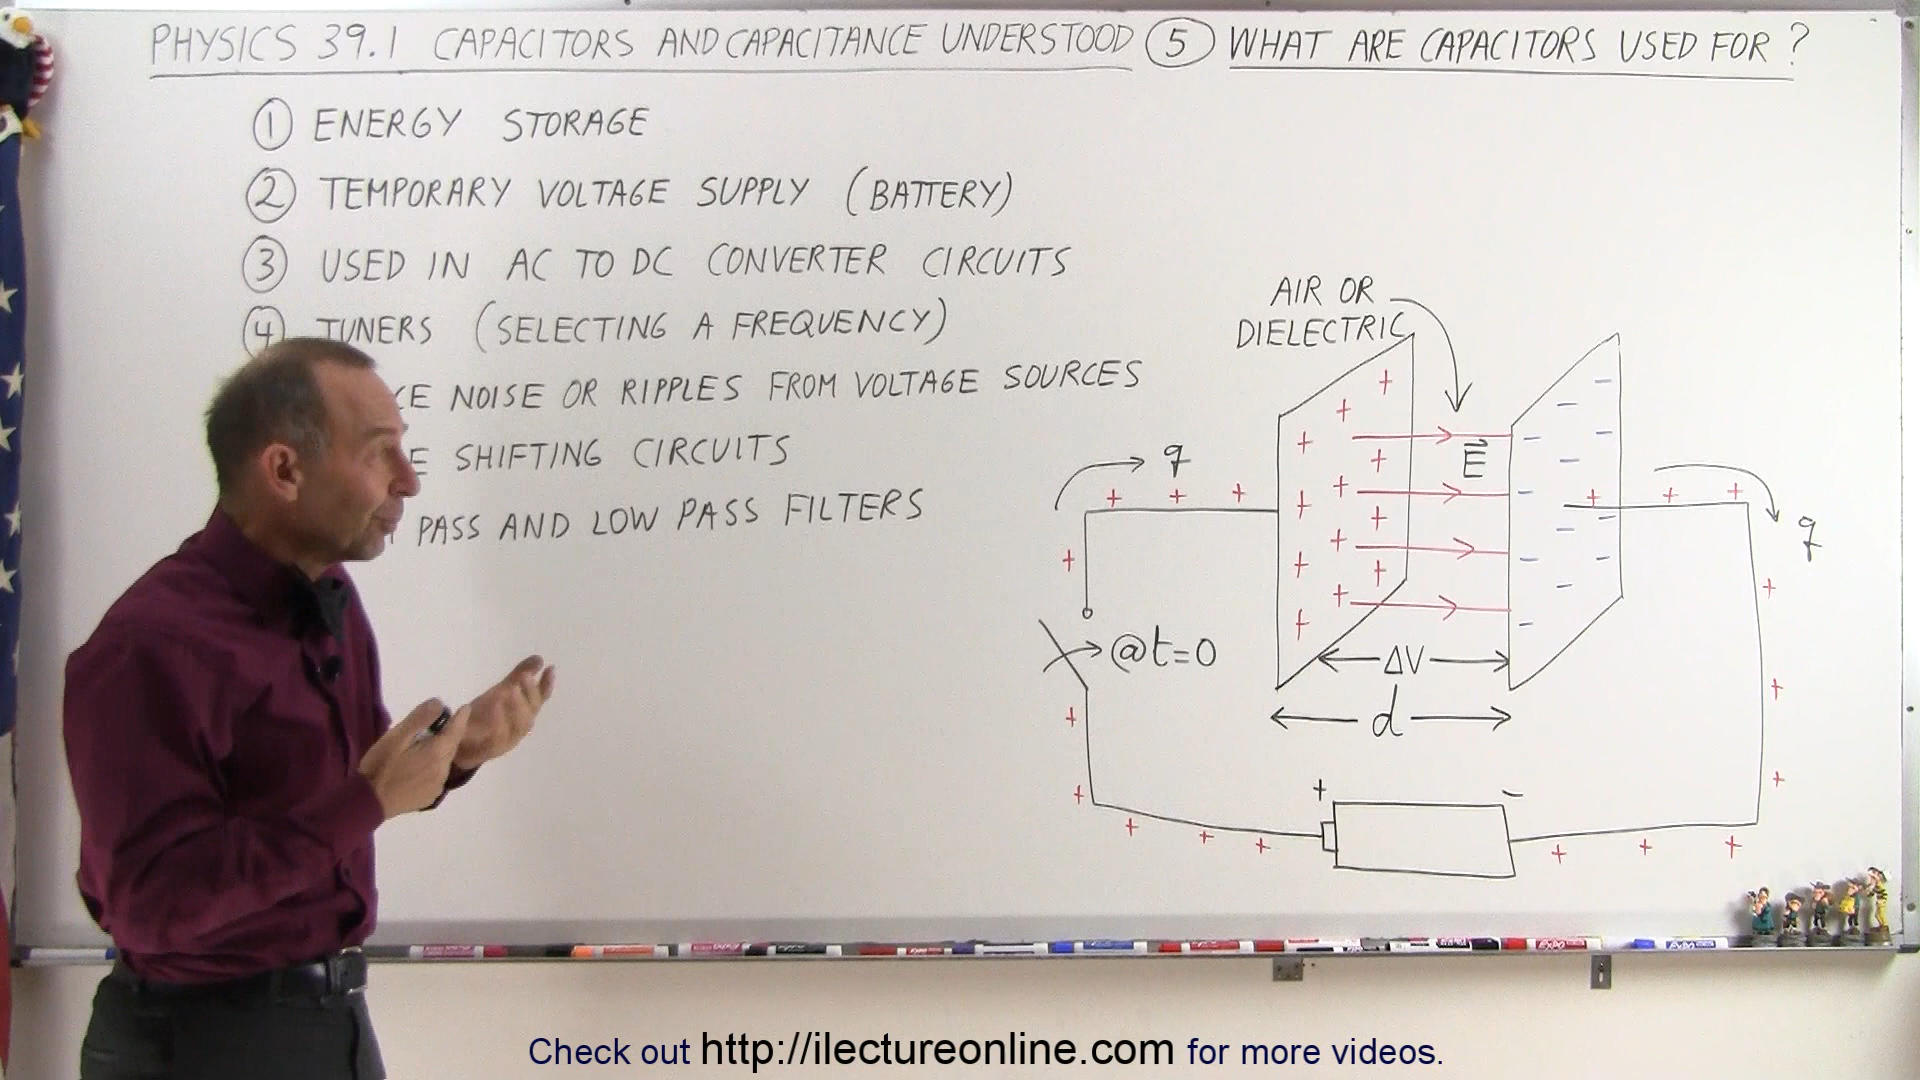 PHYSICS 39.1 CAPACITORS AND CAPACITANCE UNDERSTOOD 5 WHAT ARE CAPACITORS USED FOR?
1 ENERGY STORAGE
2 TEMPORARY VOLTAGE SUPPLY (BATTERY)
3 USED IN AC TO DC CONVERTER CIRCUITS
4 TUNERS (SELECTING A FREQUENCY)
CE NOISE OR RIPPLES FROM VOLTAGE SOURCES
E SHIFTING CIRCUITS
PASS AND LOW PASS FILTERS
AIR OR
DIELECTRIC
+ + + + + + + + + + + + +
- - - - - - - - - - - -
E⃗
q
+ + +
+ + +
q
+
@t=0
ΔV
d
+
+
+ + +
+ -
+
+
+
+ + +
EXPO
Check out http://ilectureonline.com for more videos.